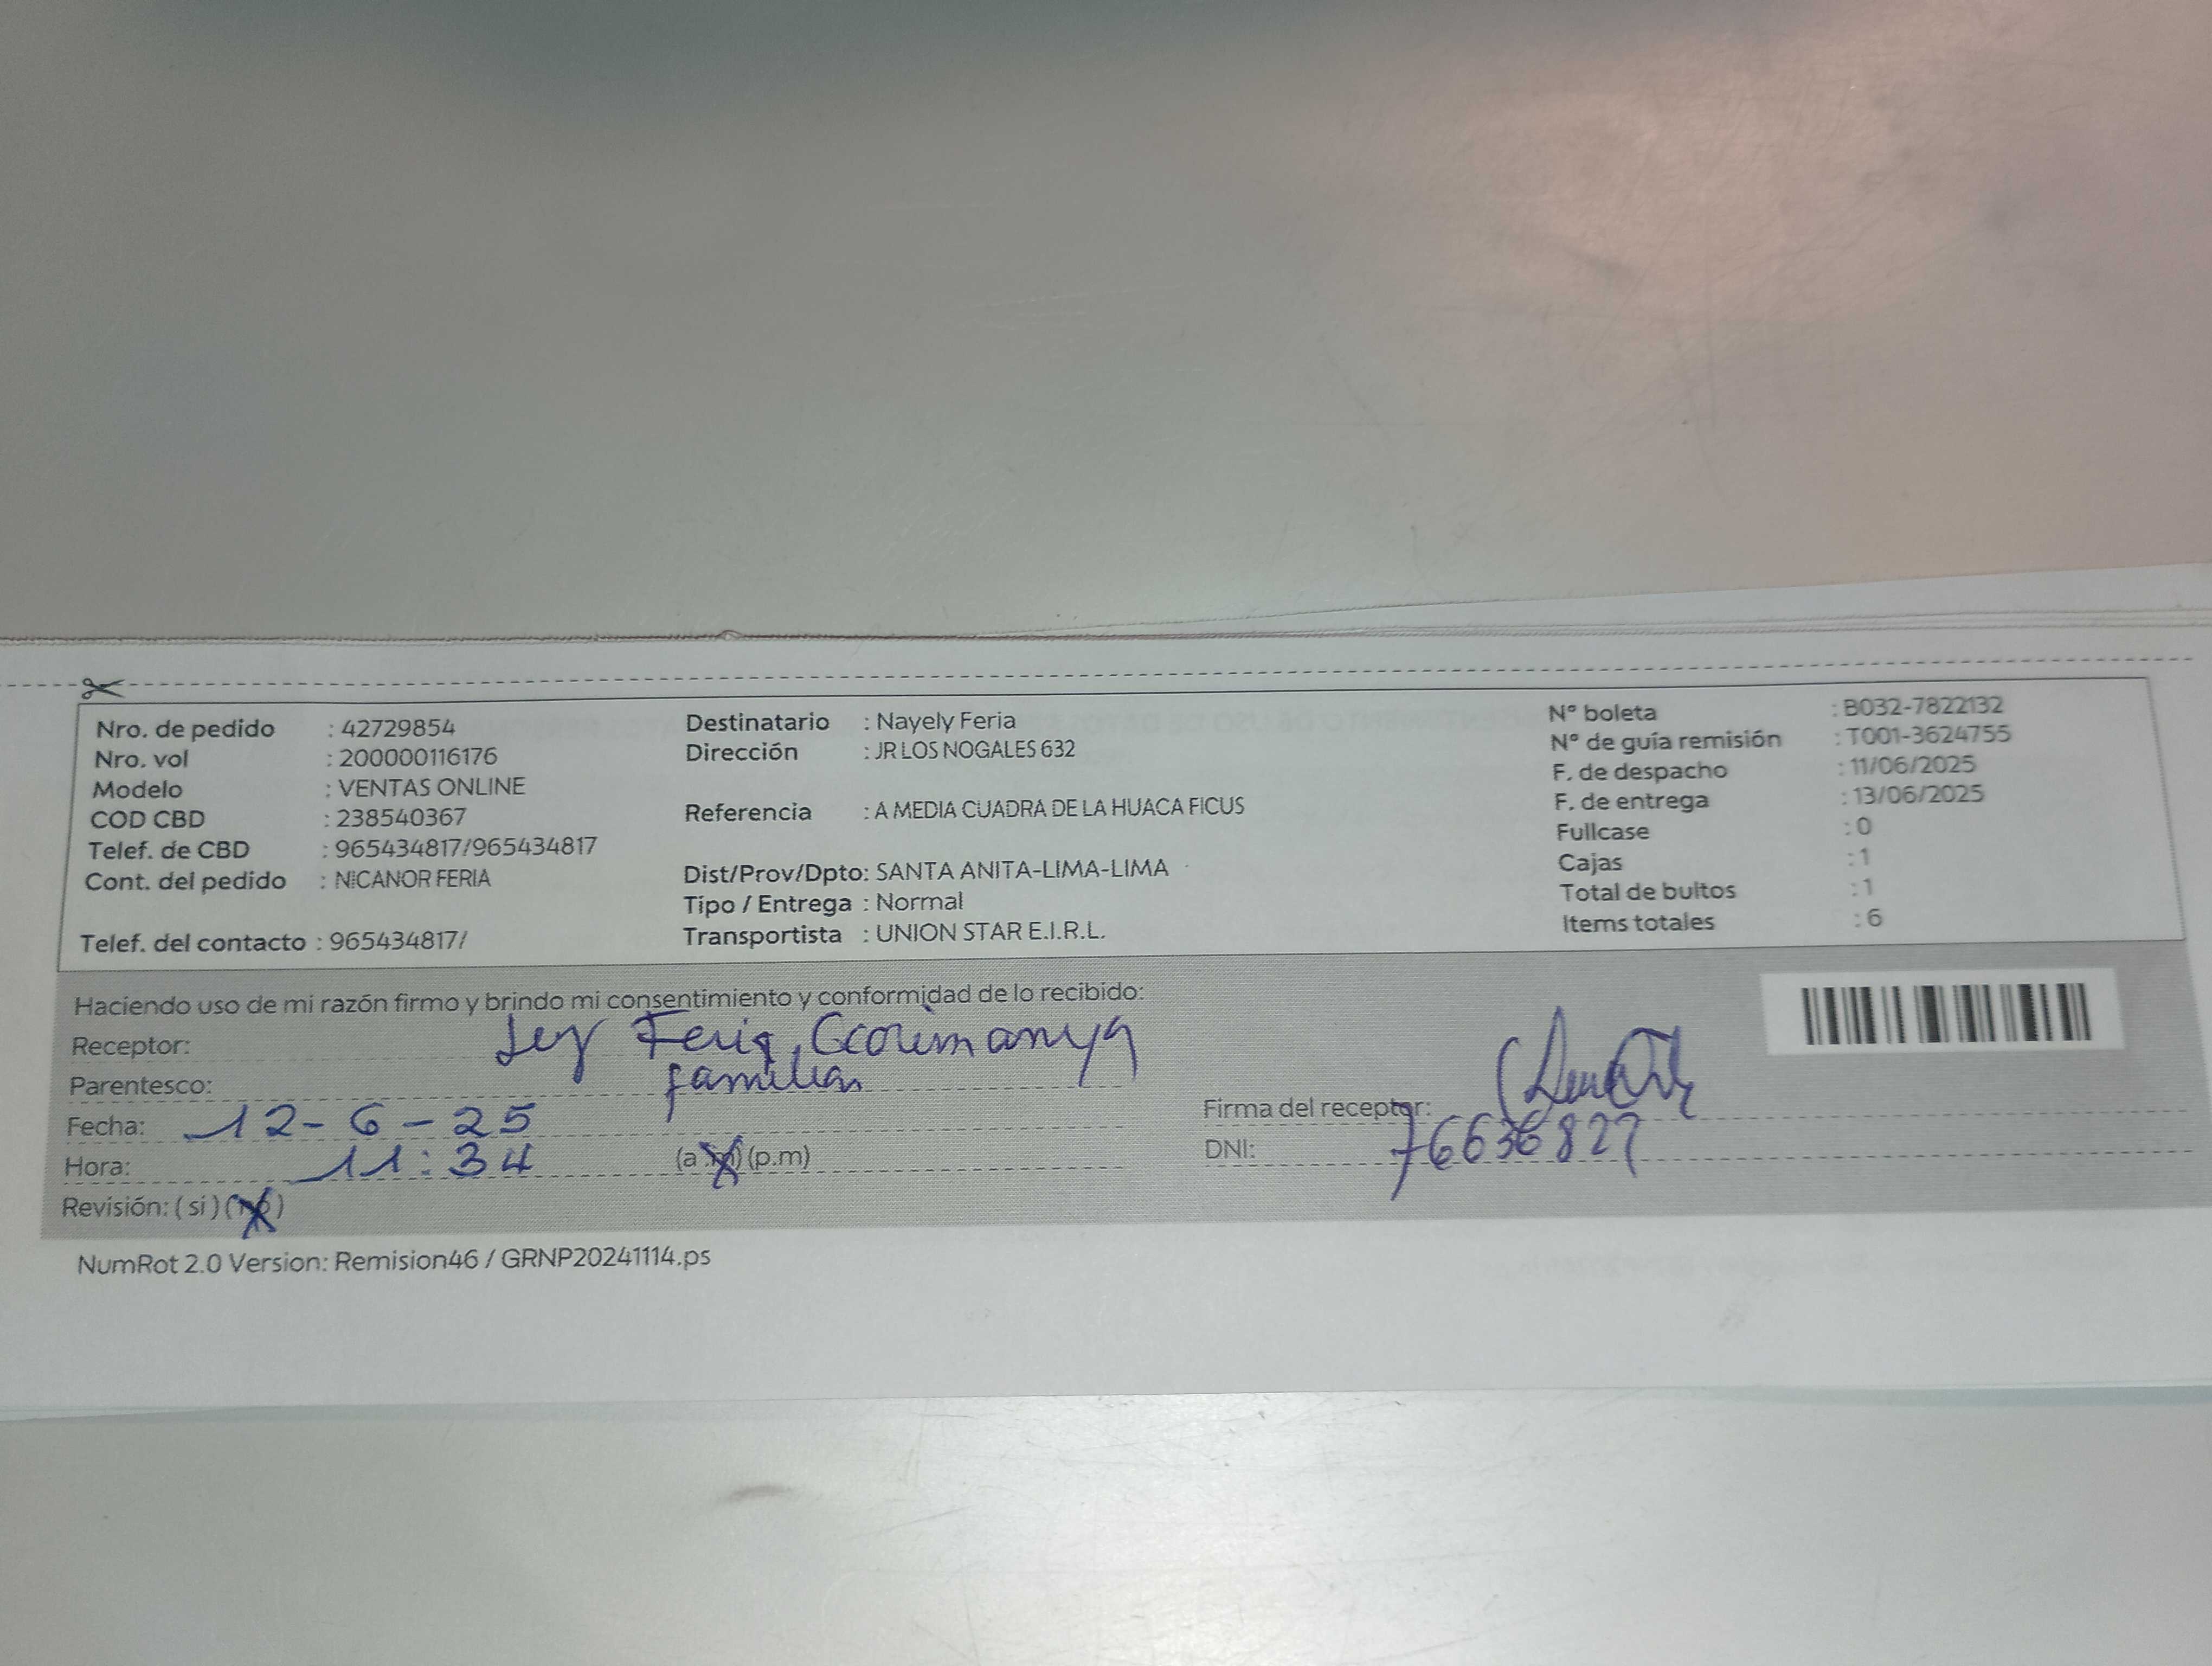 Nro. de pedido : 42729854
Nro. vol : 200000116176
Modelo : VENTAS ONLINE
COD CBD : 238540367
Telef. de CBD : 965434817/965434817
Cont. del pedido : NICANOR FERIA
Telef. del contacto : 965434817/
Destinatario : Nayely Feria
Dirección : JR LOS NOGALES 632
Referencia : A MEDIA CUADRA DE LA HUACA FICUS
Dist/Prov/Dpto: SANTA ANITA-LIMA-LIMA
Tipo / Entrega : Normal
Transportista : UNION STAR E.I.R.L.
N° boleta : B032-7822132
N° de guía remisión : T001-3624755
F. de despacho : 11/06/2025
F. de entrega : 13/06/2025
Fullcase : 0
Cajas : 1
Total de bultos : 1
Items totales : 6
Haciendo uso de mi razón firmo y brindo mi consentimiento y conformidad de lo recibido:
Receptor: Feria Ccorimanya
Parentesco: familiar
Fecha: 12-6-25
Hora: 11:34 (a.m) (p.m)
Revisión: ( si ) ( no )
Firma del receptor:
DNI: 76636827
NumRot 2.0 Version: Remision46 / GRNP20241114.ps